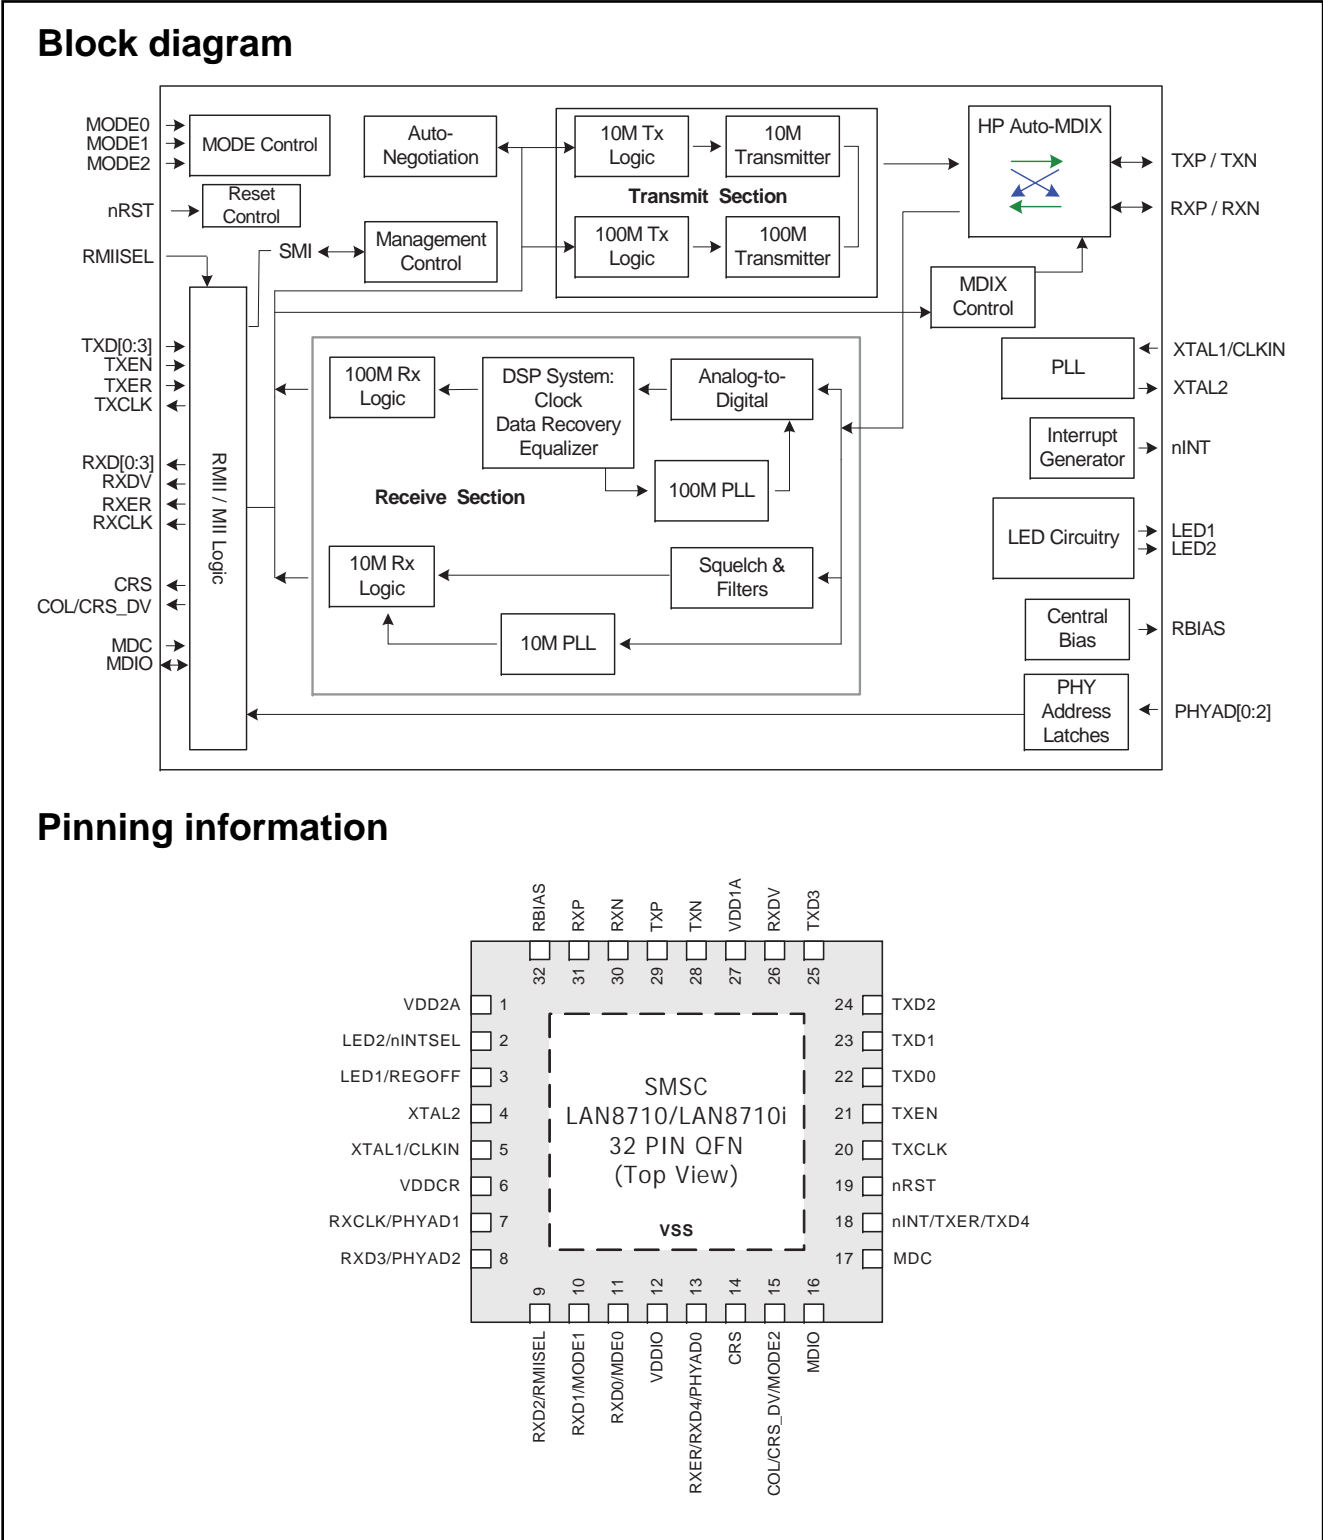 Block diagram
MODE0
MODE1
MODE2
MODE Control
nRST
Reset
Control
RMIISEL
Auto-
Negotiation
SMI
Management
Control
10M Tx
Logic
10M
Transmitter
Transmit Section
100M Tx
Logic
100M
Transmitter
HP Auto-MDIX
TXP / TXN
RXP / RXN
MDIX
Control
TXD[0:3]
TXEN
TXER
TXCLK
RXD[0:3]
RXDV
RXER
RXCLK
CRS
COL/CRS_DV
MDC
MDIO
RMII / MII Logic
100M Rx
Logic
DSP System:
Clock
Data Recovery
Equalizer
Analog-to-
Digital
100M PLL
Receive Section
10M Rx
Logic
Squelch &
Filters
10M PLL
PLL
XTAL1/CLKIN
XTAL2
Interrupt
Generator
nINT
LED Circuitry
LED1
LED2
Central
Bias
RBIAS
PHY
Address
Latches
PHYAD[0:2]
Pinning information
RBIAS
RXP
RXN
TXP
TXN
VDD1A
RXDV
TXD3
32
31
30
29
28
27
26
25
VDD2A 1
LED2/nINTSEL 2
LED1/REGOFF 3
XTAL2 4
XTAL1/CLKIN 5
VDDCR 6
RXCLK/PHYAD1 7
RXD3/PHYAD2 8
SMSC
LAN8710/LAN8710i
32 PIN QFN
(Top View)
VSS
24 TXD2
23 TXD1
22 TXD0
21 TXEN
20 TXCLK
19 nRST
18 nINT/TXER/TXD4
17 MDC
9
10
11
12
13
14
15
16
RXD2/RMIISEL
RXD1/MODE1
RXD0/MDE0
VDDIO
RXER/RXD4/PHYAD0
CRS
COL/CRS_DV/MODE2
MDIO